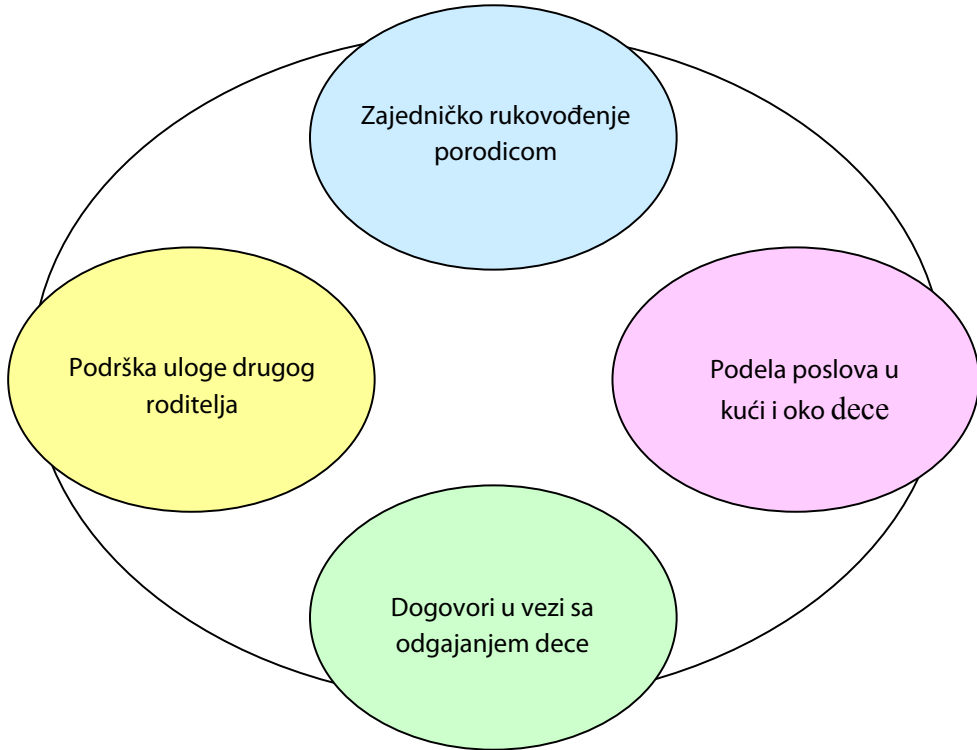 Zajedničko rukovođenje
porodicom
Podrška uloge drugog
roditelja
Podela poslova u
kući i oko dece
Dogovori u vezi sa
odgajanjem dece